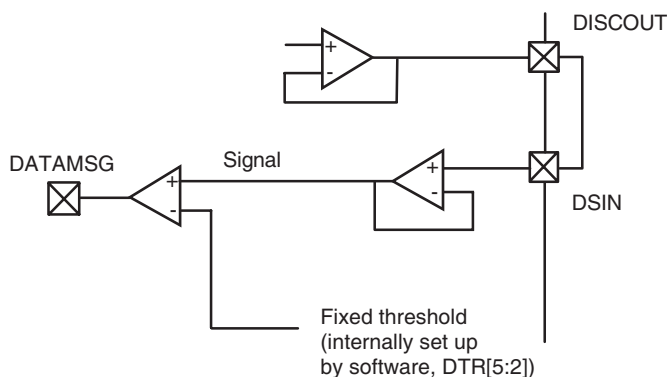 DISCOUT
+
-
DATAMSG
Signal
+
-
+
-
DSIN
Fixed threshold
(internally set up
by software, DTR[5:2])